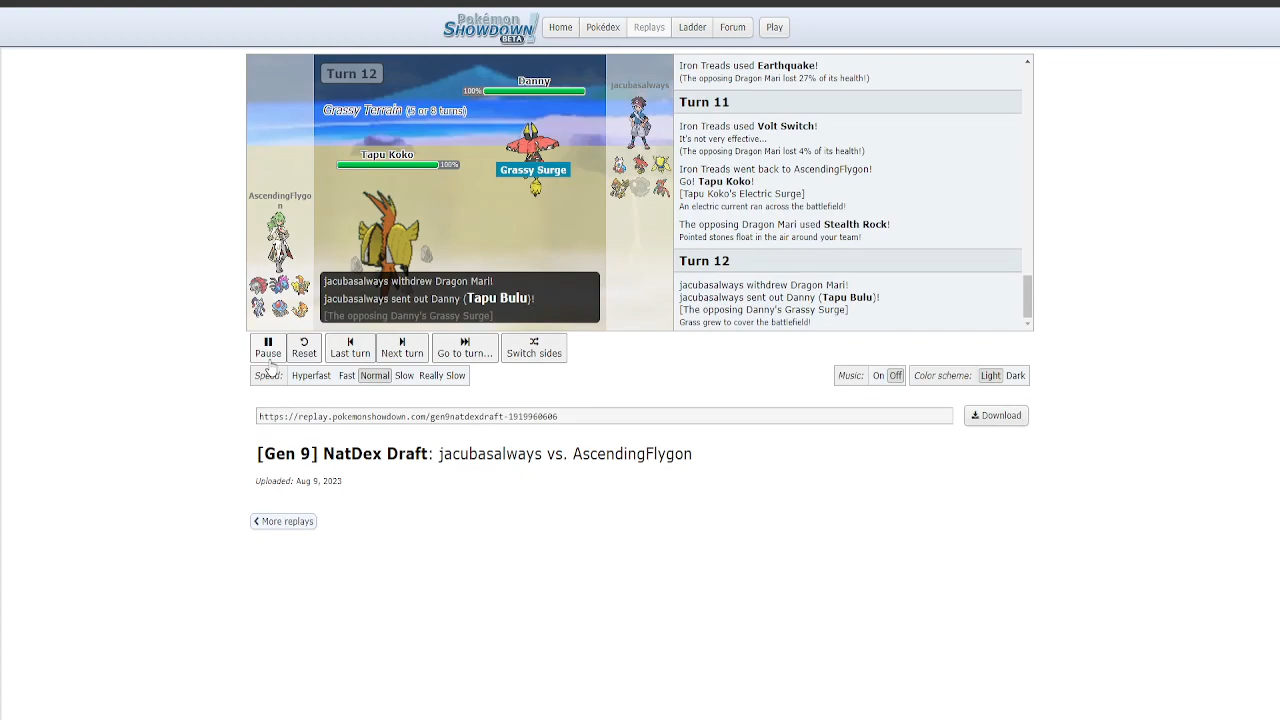 Pokémon
SHOWDOWN!
BETA
Home
Pokédex
Replays
Ladder
Forum
Play
Turn 12
Danny
100%
Grassy Terrain (5 or 8 turns)
Tapu Koko
100%
Grassy Surge
jacubasalways
AscendingFlygo
n
jacubasalways withdrew Dragon Mari!
jacubasalways sent out Danny (Tapu Bulu)!
[The opposing Danny's Grassy Surge]
Iron Treads used Earthquake!
(The opposing Dragon Mari lost 27% of its health!)
Turn 11
Iron Treads used Volt Switch!
It's not very effective...
(The opposing Dragon Mari lost 4% of its health!)
Iron Treads went back to AscendingFlygon!
Go! Tapu Koko!
[Tapu Koko's Electric Surge]
An electric current ran across the battlefield!
The opposing Dragon Mari used Stealth Rock!
Pointed stones float in the air around your team!
Turn 12
jacubasalways withdrew Dragon Mari!
jacubasalways sent out Danny (Tapu Bulu)!
[The opposing Danny's Grassy Surge]
Grass grew to cover the battlefield!
Pause
Reset
Last turn
Next turn
Go to turn...
Switch sides
Speed:
Hyperfast
Fast
Normal
Slow
Really Slow
Music:
On
Off
Color scheme:
Light
Dark
https://replay.pokemonshowdown.com/gen9natdexdraft-1919960606
Download
[Gen 9] NatDex Draft: jacubasalways vs. AscendingFlygon
Uploaded: Aug 9, 2023
More replays